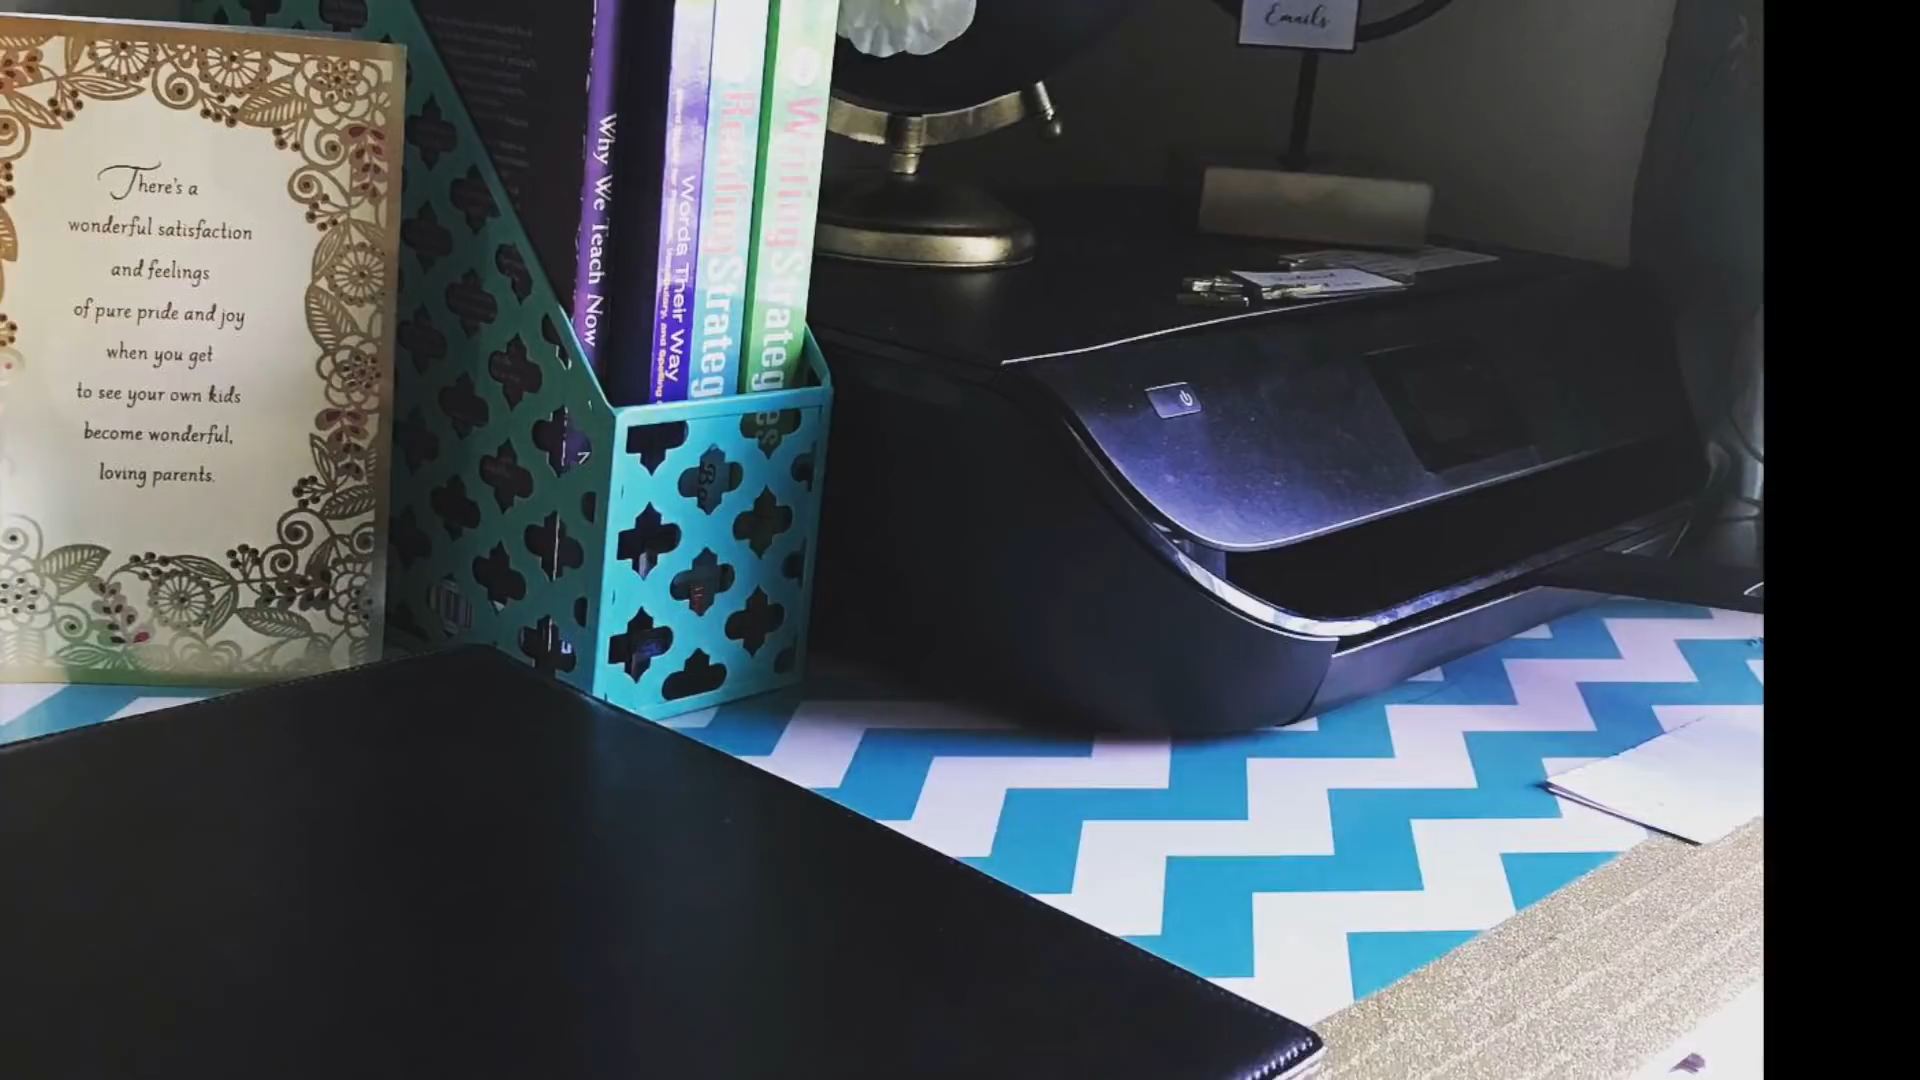 There's a
wonderful satisfaction
and feelings
of pure pride and joy
when you get
to see your own kids
become wonderful,
loving parents.
Why We Teach Now
Words Their Way
Reading Strateg
Writing Strategies
Emails